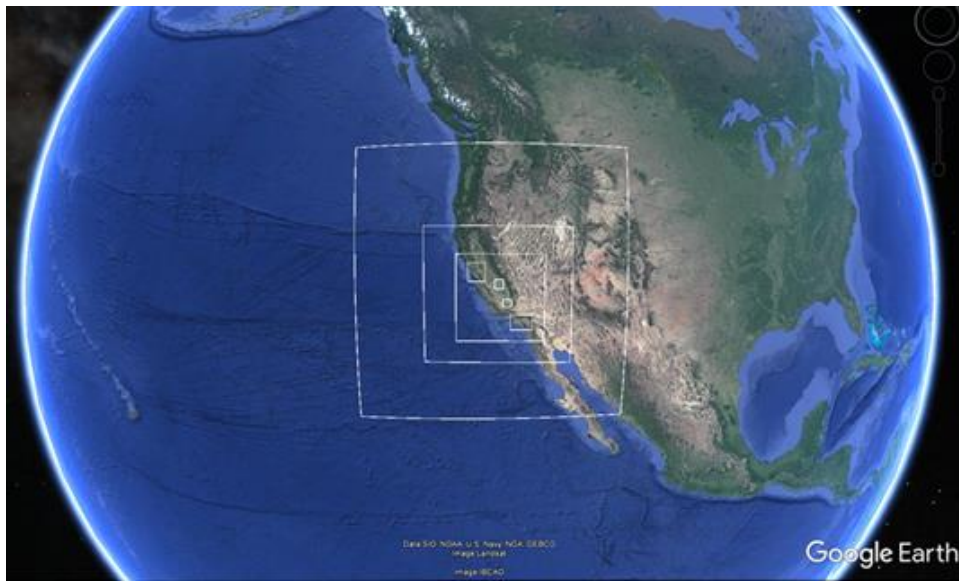 Data SIO, NOAA, U.S. Navy, NGA, GEBCO
Image Landsat
Image IBCAO
Google Earth